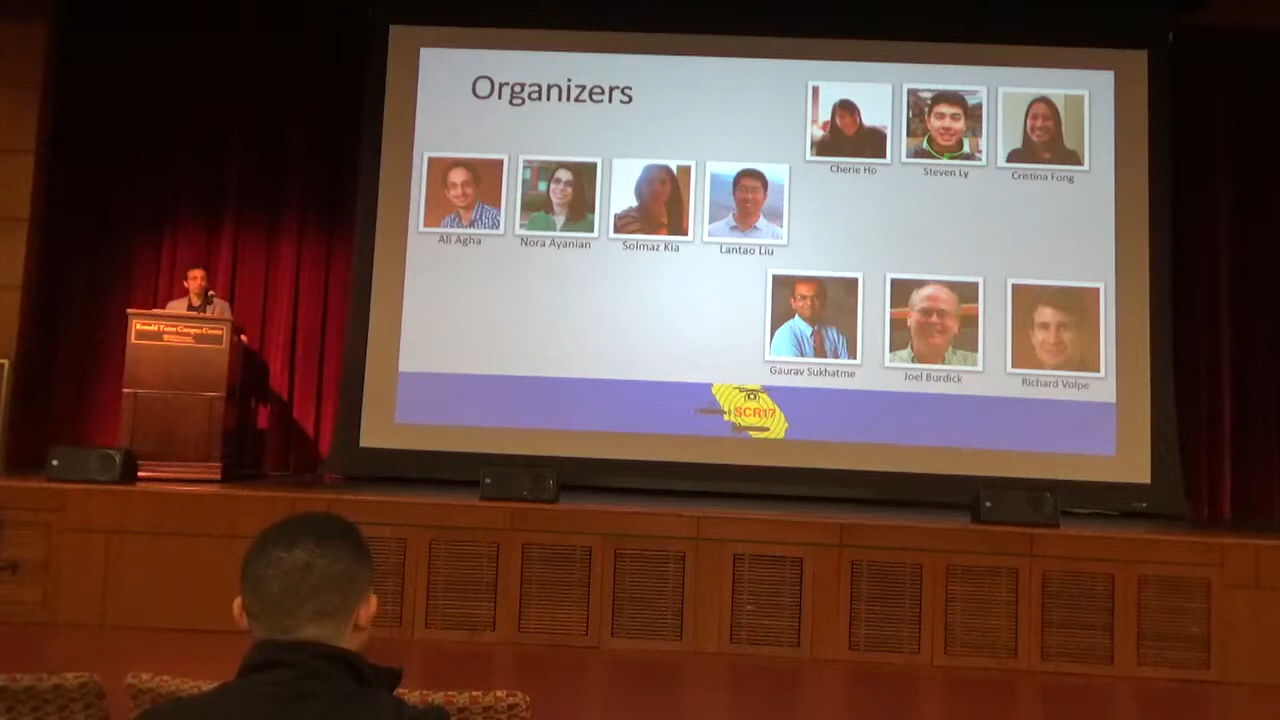 Organizers
Cherie Ho
Steven Ly
Cristina Fong
Ali Agha
Nora Ayanian
Solmaz Kia
Lantao Liu
Gaurav Sukhatme
Joel Burdick
Richard Volpe
SCR17
Ronald Tutor Campus Center